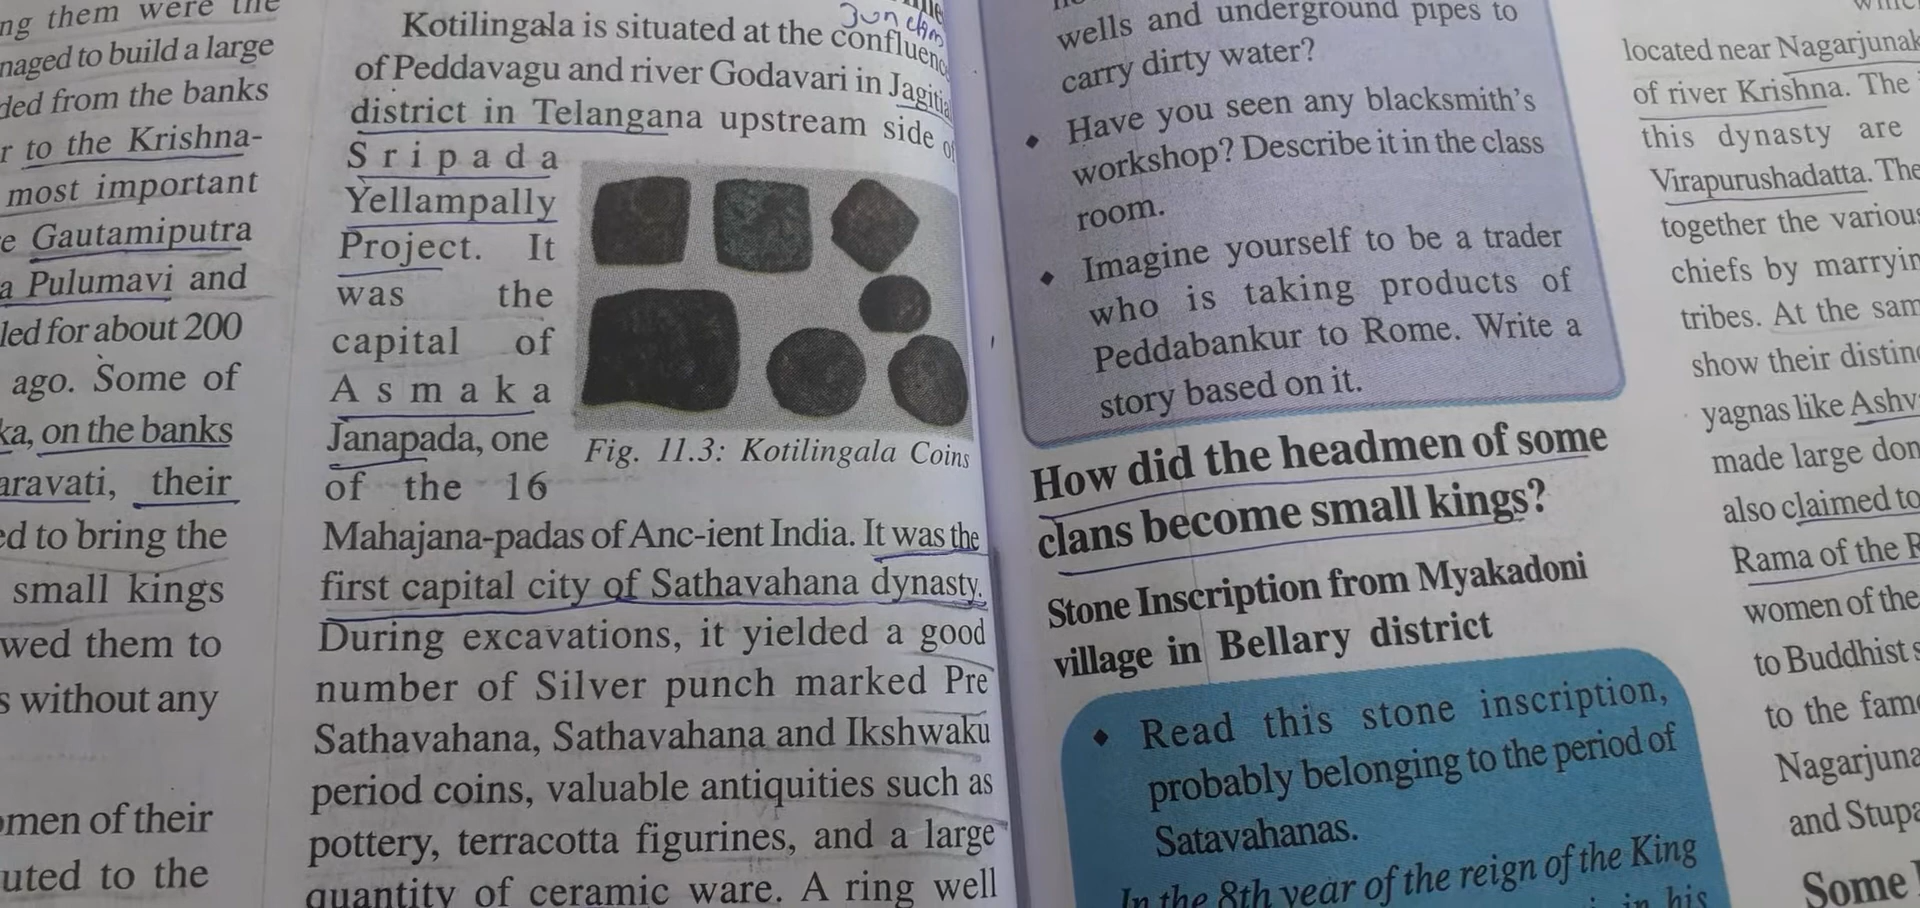 ng them were the
naged to build a large
ded from the banks
r to the Krishna-
most important
e Gautamiputra
a Pulumavi and
led for about 200
ago. Some of
ka, on the banks
aravati, their
ed to bring the
small kings
wed them to
s without any
omen of their
uted to the
Kotilingala is situated at the confluenc
of Peddavagu and river Godavari in Jagitia
district in Telangana upstream side of
Sripada
Yellampally
Project. It
was the
capital of
Asmaka
Janapada, one
of the 16
Fig. 11.3: Kotilingala Coins
Mahajana-padas of Anc-ient India. It was the
first capital city of Sathavahana dynasty.
During excavations, it yielded a good
number of Silver punch marked Pre
Sathavahana, Sathavahana and Ikshwaku
period coins, valuable antiquities such as
pottery, terracotta figurines, and a large
quantity of ceramic ware. A ring well
wells and underground pipes to
carry dirty water?
Have you seen any blacksmith's
workshop? Describe it in the class
room.
Imagine yourself to be a trader
who is taking products of
Peddabankur to Rome. Write a
story based on it.
How did the headmen of some
clans become small kings?
Stone Inscription from Myakadoni
village in Bellary district
Read this stone inscription,
probably belonging to the period of
Satavahanas.
In the 8th year of the reign of the King
in his
located near Nagarjunak
of river Krishna. The
this dynasty are
Virapurushadatta. The
together the various
chiefs by marryin
tribes. At the sam
show their distinc
yagnas like Ashv
made large don
also claimed to
Rama of the R
women of the
to Buddhist s
to the fam
Nagarjuna
and Stupa
Some